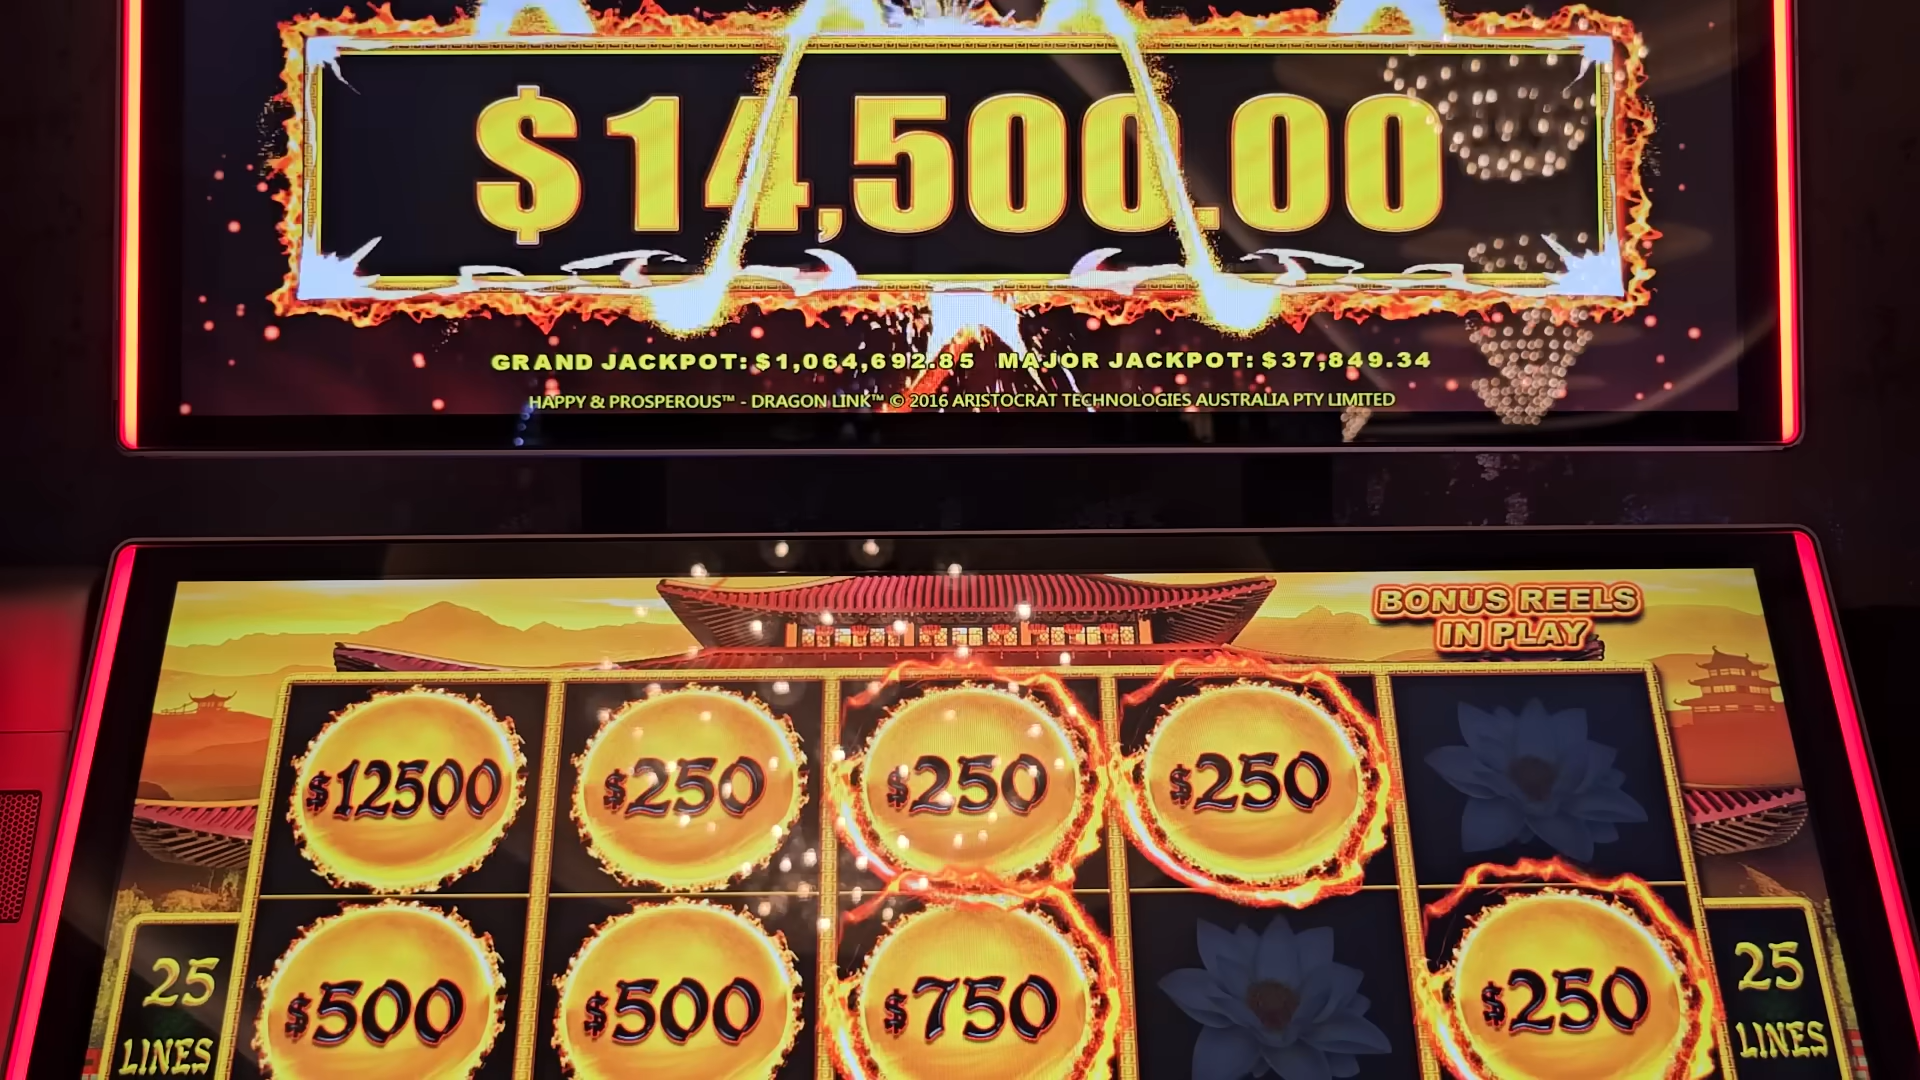 $14,500.00
GRAND JACKPOT: $1,064,692.85 MAJOR JACKPOT: $37,849.34
HAPPY & PROSPEROUS™ - DRAGON LINK™ © 2016 ARISTOCRAT TECHNOLOGIES AUSTRALIA PTY LIMITED
BONUS REELS
IN PLAY
$12500 $250 $250 $250
25
LINES
$500 $500 $750 $250
25
LINES